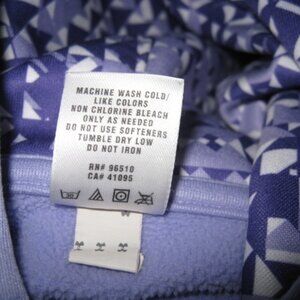 MACHINE WASH COLD/
LIKE COLORS
NON CHLORINE BLEACH
ONLY AS NEEDED
DO NOT USE SOFTENERS
TUMBLE DRY LOW
DO NOT IRON
RN# 96510
CA# 41095